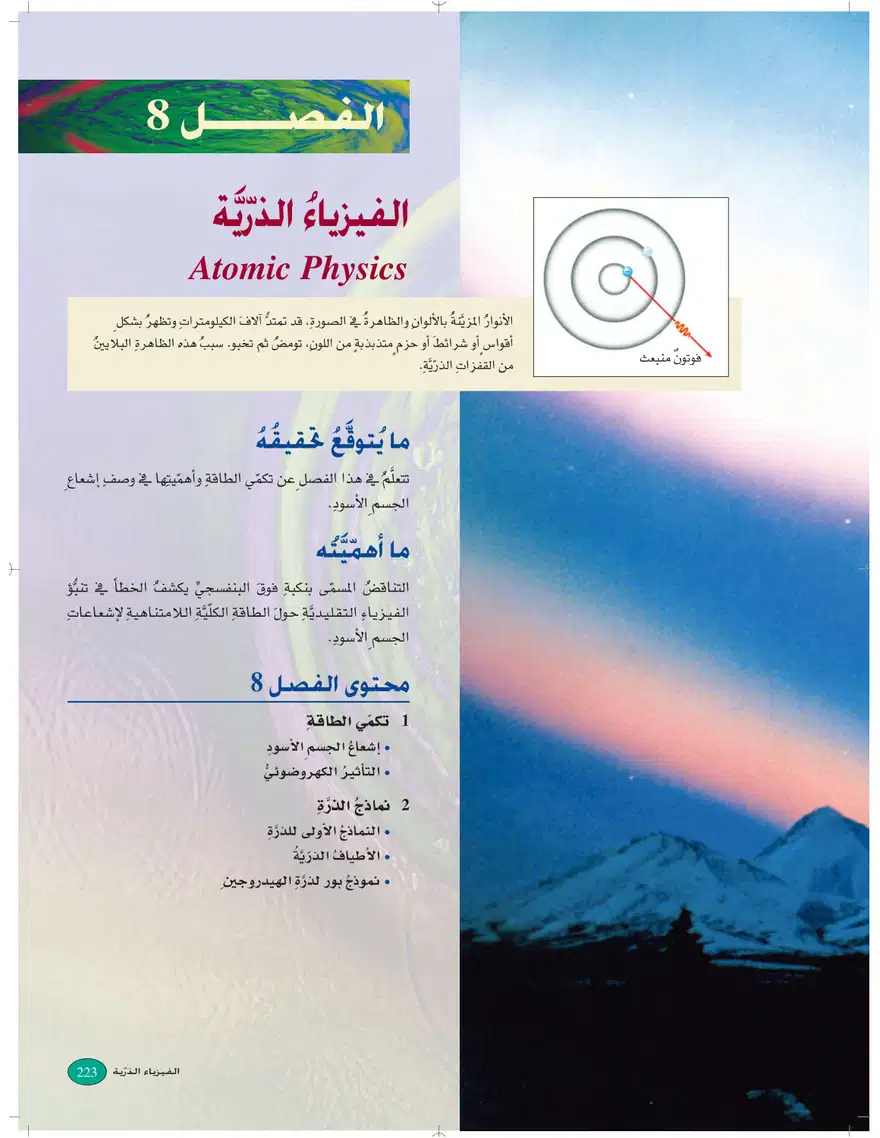 الفصل 8
الفيزياءُ الذرّيَّة
Atomic Physics
الأنوارُ المزيَّنةُ بالألوانِ والظاهرةُ في الصورةِ، قد تمتدُّ آلافَ الكيلومتراتِ وتظهرُ بشكلِ
أقواسٍ أو شرائطَ أو حزمٍ متذبذبةٍ من اللونِ، تومضُ ثم تخبو. سببُ هذه الظاهرةِ البلايينُ
من القفزاتِ الذرّيَّةِ.
فوتونٌ منبعث
ما يُتوقَّعُ تحقيقُهُ
تتعلَّمُ في هذا الفصلِ عن تكمّي الطاقةِ وأهمّيتِها في وصفِ إشعاعِ
الجسمِ الأسودِ.
ما أهمّيَّتُه
التناقضُ المسمّى بنكبةِ فوقَ البنفسجيِّ يكشفُ الخطأَ في تنبُّؤِ
الفيزياءِ التقليديَّةِ حولَ الطاقةِ الكلّيَّةِ اللامتناهيةِ لإشعاعاتِ
الجسمِ الأسودِ.
محتوى الفصل 8
1 تكمّي الطاقةِ
• إشعاعُ الجسمِ الأسودِ
• التأثيرُ الكهروضوئيُّ
2 نماذجُ الذرَّةِ
• النماذجُ الأولى للذرَّةِ
• الأطيافُ الذرَيَّةُ
• نموذجُ بور لذرَّةِ الهيدروجينِ
الفيزياء الذرّية 223